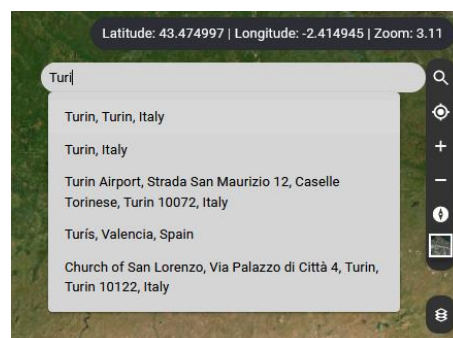 Latitude: 43.474997 | Longitude: -2.414945 | Zoom: 3.11
Turi
Turin, Turin, Italy
Turin, Italy
Turin Airport, Strada San Maurizio 12, Caselle
Torinese, Turin 10072, Italy
Turís, Valencia, Spain
Church of San Lorenzo, Via Palazzo di Città 4, Turin,
Turin 10122, Italy